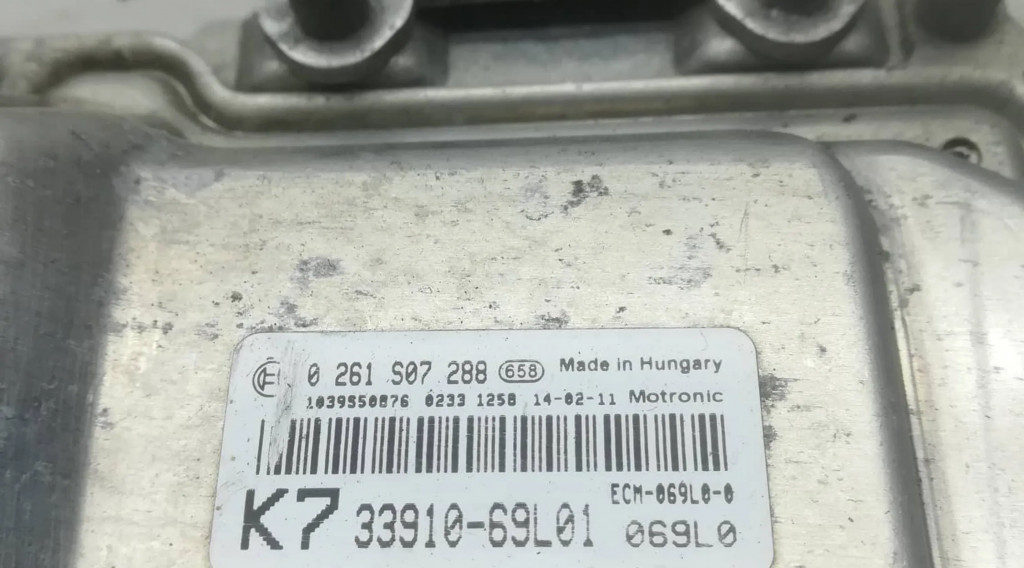 0 261 S07 288 658 Made in Hungary
1039S50876 0233 1258 14-02-11 Motronic
ECM-069L0-0
K7 33910-69L01 069L0